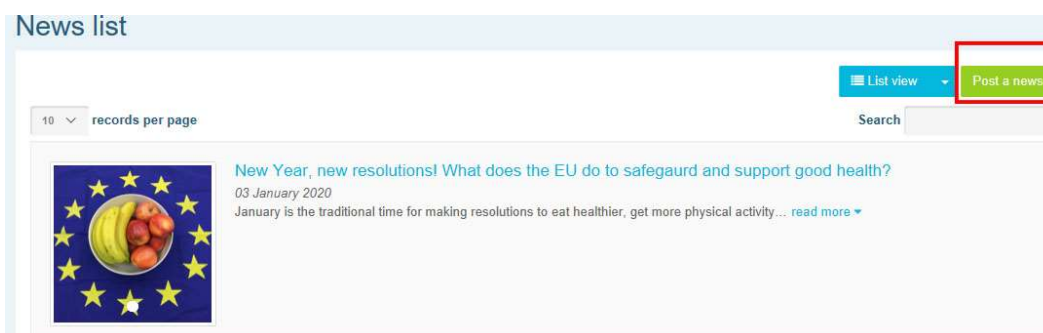 News list
List view
Post a news
10 records per page
Search
New Year, new resolutions! What does the EU do to safegaurd and support good health?
03 January 2020
January is the traditional time for making resolutions to eat healthier, get more physical activity... read more